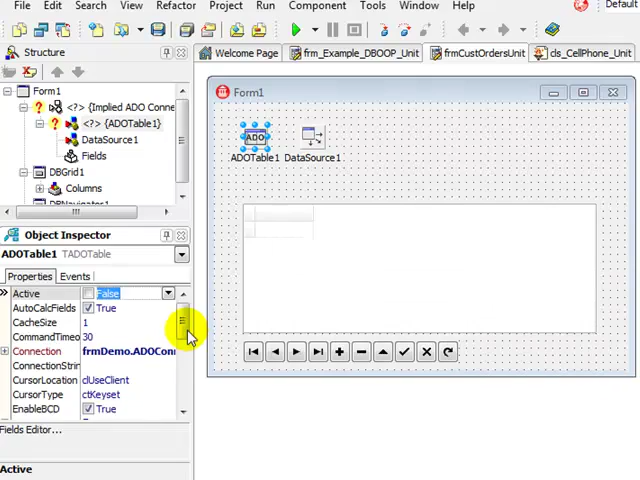 File Edit Search View Refactor Project Run Component Tools Window Help Default
Structure
Welcome Page frm_Example_DBOOP_Unit frmCustOrdersUnit cls_CellPhone_Unit
Form1
<?> {Implied ADO Conne
<?> {ADOTable1}
DataSource1
Fields
DBGrid1
Columns
DBNavigator1
Form1
ADOTable1 DataSource1
Object Inspector
ADOTable1 TADOTable
Properties Events
Active False
AutoCalcFields True
CacheSize 1
CommandTimeo 30
Connection frmDemo.ADOConn
ConnectionStrin
CursorLocation clUseClient
CursorType ctKeyset
EnableBCD True
Fields Editor...
Active